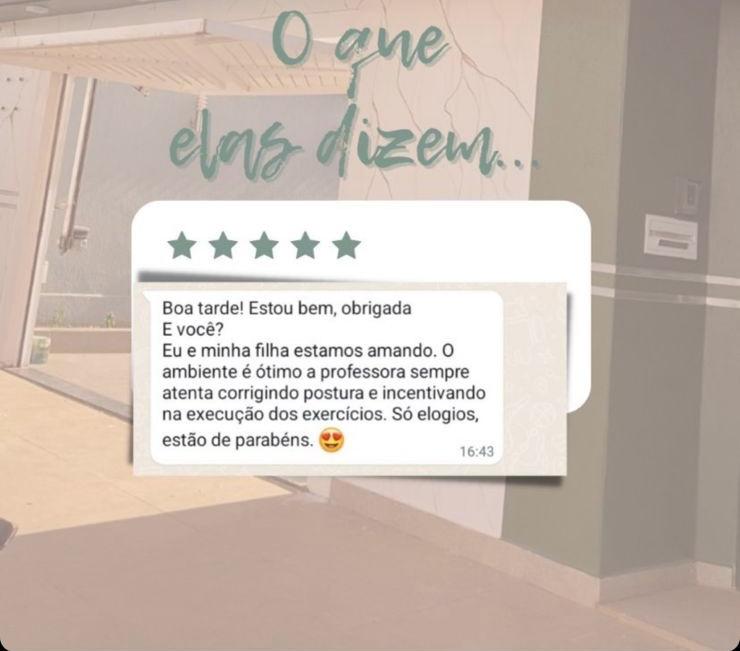 O que
elas dizem...
Boa tarde! Estou bem, obrigada
E você?
Eu e minha filha estamos amando. O
ambiente é ótimo a professora sempre
atenta corrigindo postura e incentivando
na execução dos exercícios. Só elogios,
estão de parabéns. 😍
16:43